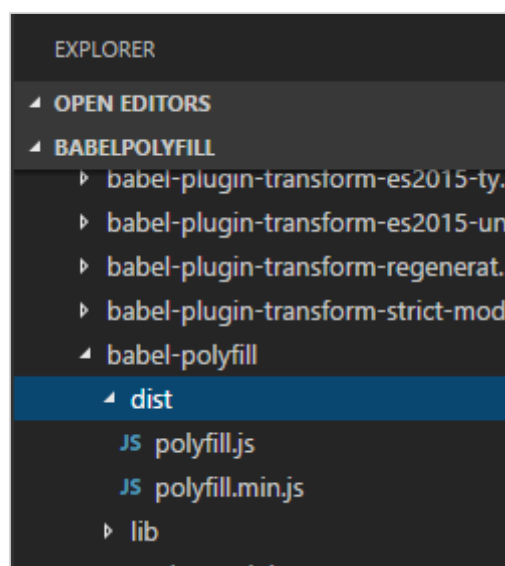 EXPLORER
OPEN EDITORS
BABELPOLYFILL
babel-plugin-transform-es2015-ty.
babel-plugin-transform-es2015-un
babel-plugin-transform-regenerat.
babel-plugin-transform-strict-mod
babel-polyfill
dist
JS polyfill.js
JS polyfill.min.js
lib